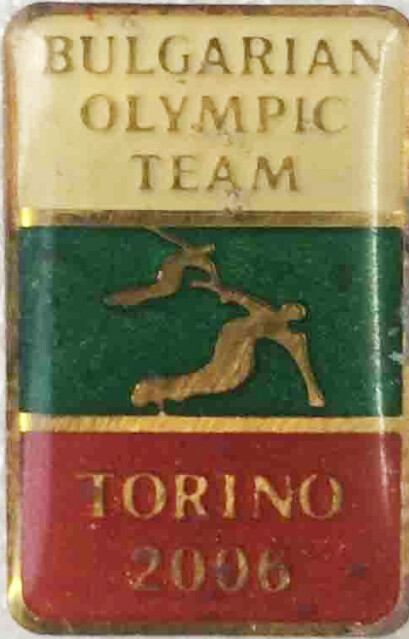 BULGARIAN
OLYMPIC
TEAM
TORINO
2006